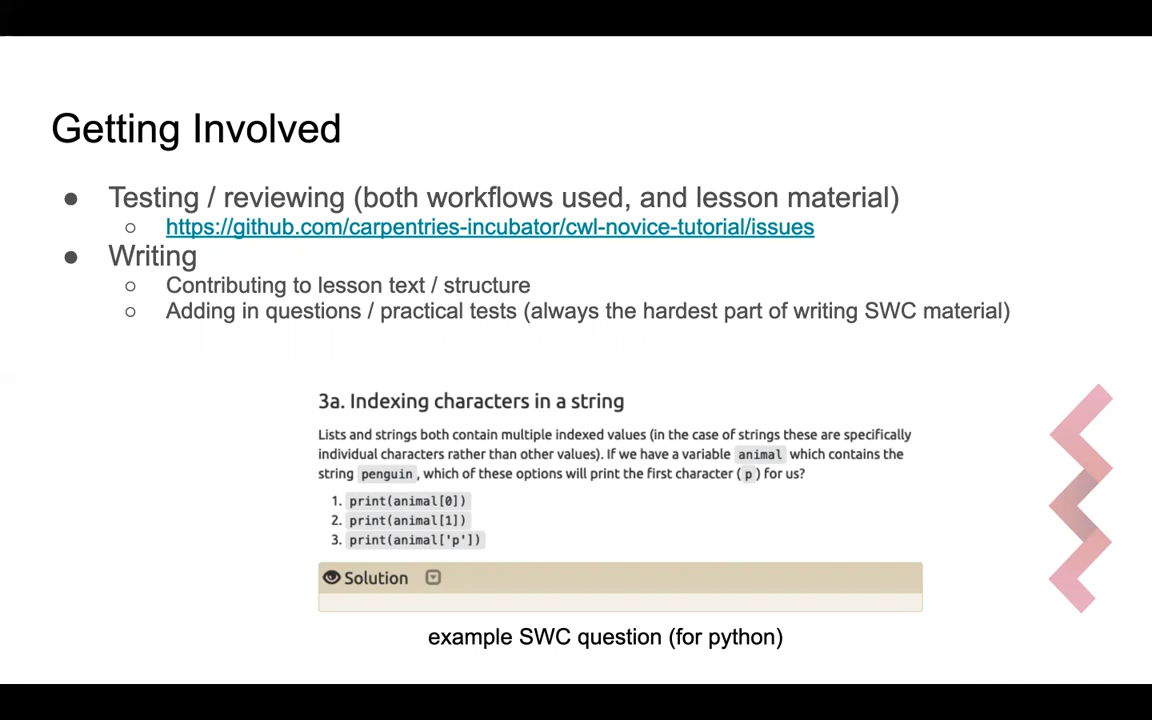 Getting Involved
● Testing / reviewing (both workflows used, and lesson material)
○ https://github.com/carpentries-incubator/cwl-novice-tutorial/issues
● Writing
○ Contributing to lesson text / structure
○ Adding in questions / practical tests (always the hardest part of writing SWC material)
3a. Indexing characters in a string
Lists and strings both contain multiple indexed values (in the case of strings these are specifically
individual characters rather than other values). If we have a variable animal which contains the
string penguin, which of these options will print the first character (p) for us?
1. print(animal[0])
2. print(animal[1])
3. print(animal['p'])
Solution
example SWC question (for python)